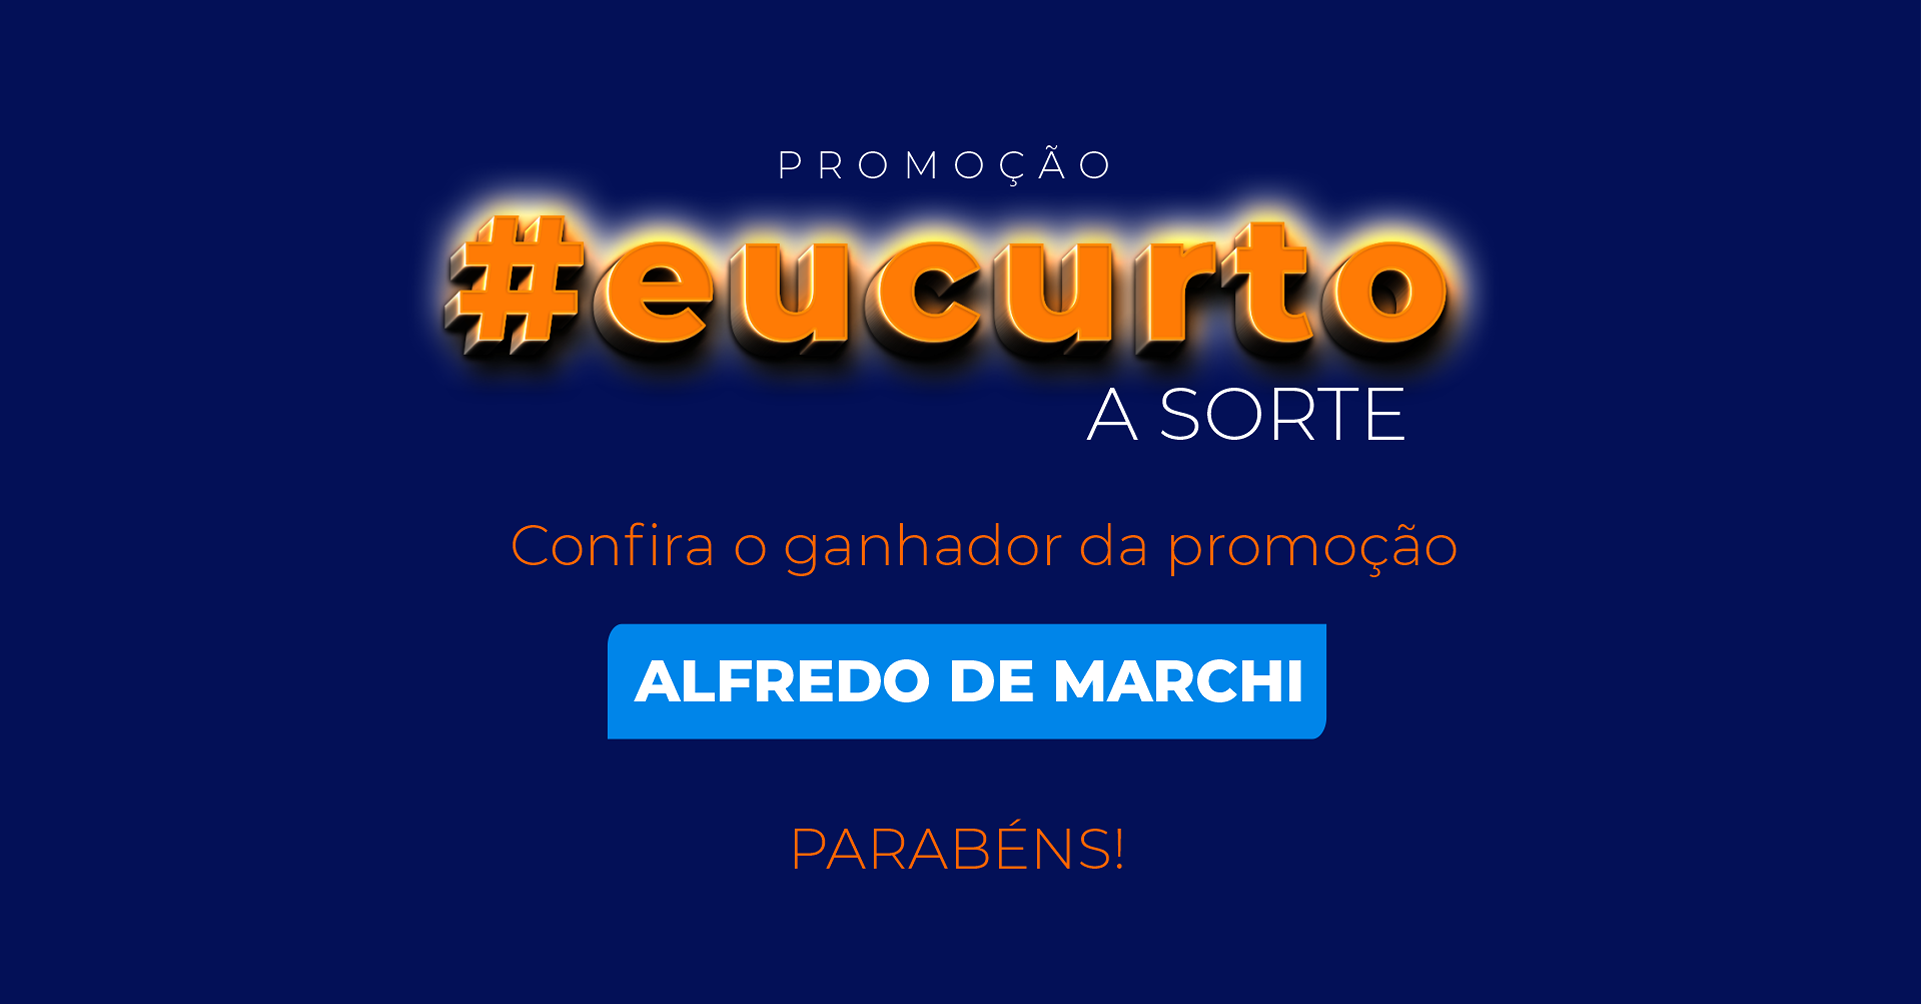 PROMOÇÃO
#eucurto
A SORTE
Confira o ganhador da promoção
ALFREDO DE MARCHI
PARABÉNS!